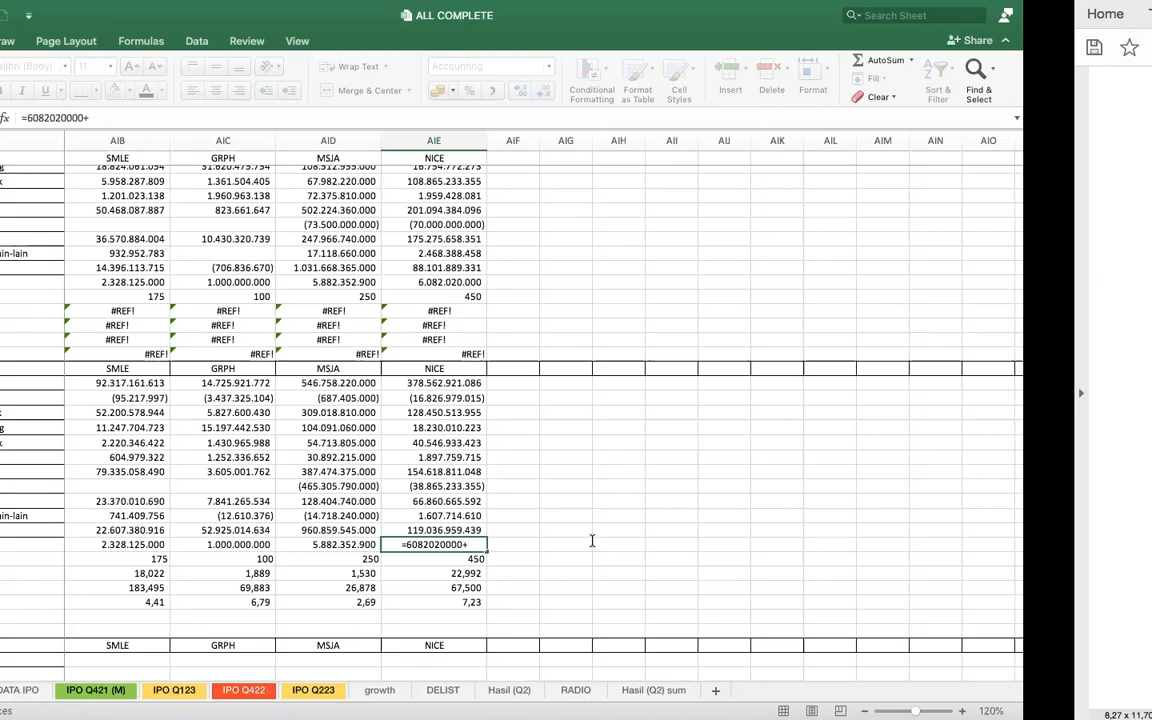 ALL COMPLETE
Search Sheet
Home
raw Page Layout Formulas Data Review View
Share
libri (Body) 11 Wrap Text Accounting AutoSum
Fill
Merge & Center Conditional Formatting Format as Table Cell Styles Insert Delete Format Clear Sort & Filter Find & Select
fx =6082020000+
AIB AIC AID AIE AIF AIG AIH AII AIJ AIK AIL AIM AIN AIO
SMLE GRPH MSJA NICE
g 18.824.061.054 31.620.475.754 108.512.955.000 16.754.772.273
k 5.958.287.809 1.361.504.405 67.982.220.000 108.865.233.355
1.201.023.138 1.960.963.138 72.375.810.000 1.959.428.081
50.468.087.887 823.661.647 502.224.360.000 201.094.384.096
(73.500.000.000) (70.000.000.000)
36.570.884.004 10.430.320.739 247.966.740.000 175.275.658.351
in-lain 932.952.783 17.118.660.000 2.468.388.458
14.396.113.715 (706.836.670) 1.031.668.365.000 88.101.889.331
2.328.125.000 1.000.000.000 5.882.352.900 6.082.020.000
175 100 250 450
#REF! #REF! #REF! #REF!
#REF! #REF! #REF! #REF!
#REF! #REF! #REF! #REF!
#REF! #REF! #REF! #REF!
SMLE GRPH MSJA NICE
92.317.161.613 14.725.921.772 546.758.220.000 378.562.921.086
(95.217.997) (3.437.325.104) (687.405.000) (16.826.979.015)
k 52.200.578.944 5.827.600.430 309.018.810.000 128.450.513.955
g 11.247.704.723 15.197.442.530 104.091.060.000 18.230.010.223
k 2.220.346.422 1.430.965.988 54.713.805.000 40.546.933.423
604.979.322 1.252.336.652 30.892.215.000 1.897.759.715
79.335.058.490 3.605.001.762 387.474.375.000 154.618.811.048
(465.305.790.000) (38.865.233.355)
23.370.010.690 7.841.265.534 128.404.740.000 66.860.665.592
in-lain 741.409.756 (12.610.376) (14.718.240.000) 1.607.714.610
22.607.380.916 52.925.014.634 960.859.545.000 119.036.959.439
2.328.125.000 1.000.000.000 5.882.352.900 =6082020000+
175 100 250 450
18,022 1,889 1,530 22,992
183,495 69,883 26,878 67,500
4,41 6,79 2,69 7,23
SMLE GRPH MSJA NICE
DATA IPO IPO Q421 (M) IPO Q123 IPO Q422 IPO Q223 growth DELIST Hasil (Q2) RADIO Hasil (Q2) sum
ces 120%
8,27 x 11,70